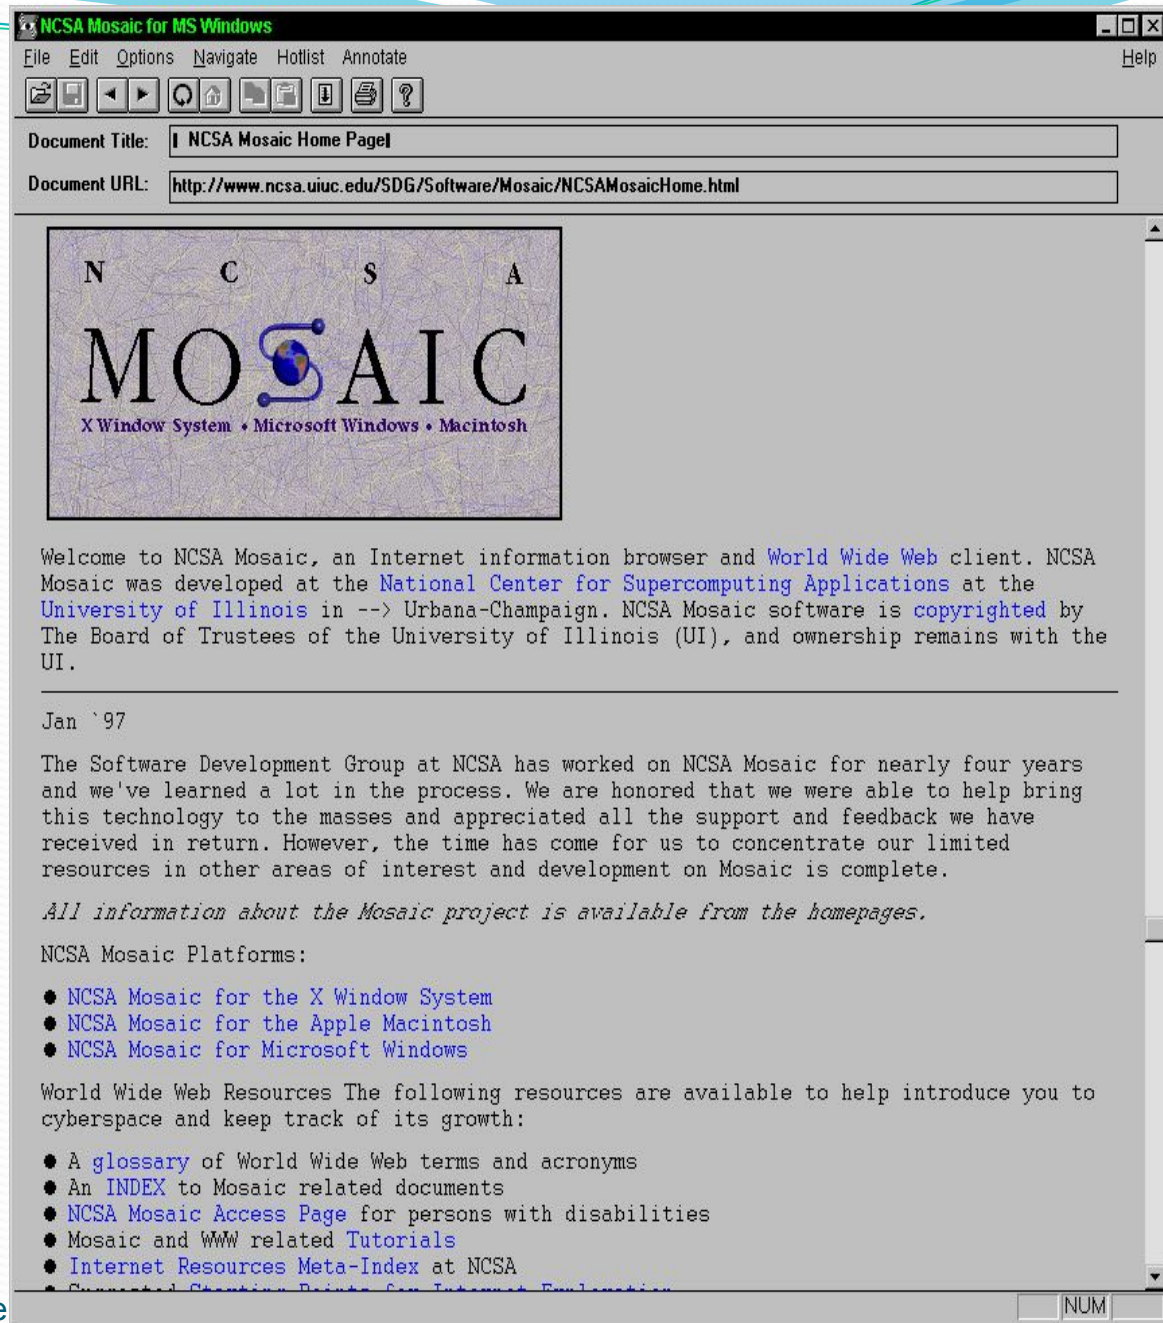 NCSA Mosaic for MS Windows
File Edit Options Navigate Hotlist Annotate Help
Document Title: NCSA Mosaic Home Page
Document URL: http://www.ncsa.uiuc.edu/SDG/Software/Mosaic/NCSAMosaicHome.html
N C S A
MOSAIC
X Window System • Microsoft Windows • Macintosh
Welcome to NCSA Mosaic, an Internet information browser and World Wide Web client. NCSA
Mosaic was developed at the National Center for Supercomputing Applications at the
University of Illinois in --> Urbana-Champaign. NCSA Mosaic software is copyrighted by
The Board of Trustees of the University of Illinois (UI), and ownership remains with the
UI.
Jan `97
The Software Development Group at NCSA has worked on NCSA Mosaic for nearly four years
and we've learned a lot in the process. We are honored that we were able to help bring
this technology to the masses and appreciated all the support and feedback we have
received in return. However, the time has come for us to concentrate our limited
resources in other areas of interest and development on Mosaic is complete.
All information about the Mosaic project is available from the homepages.
NCSA Mosaic Platforms:
● NCSA Mosaic for the X Window System
● NCSA Mosaic for the Apple Macintosh
● NCSA Mosaic for Microsoft Windows
World Wide Web Resources The following resources are available to help introduce you to
cyberspace and keep track of its growth:
● A glossary of World Wide Web terms and acronyms
● An INDEX to Mosaic related documents
● NCSA Mosaic Access Page for persons with disabilities
● Mosaic and WWW related Tutorials
● Internet Resources Meta-Index at NCSA
● Suggested Starting Points for Internet Exploration
e
NUM